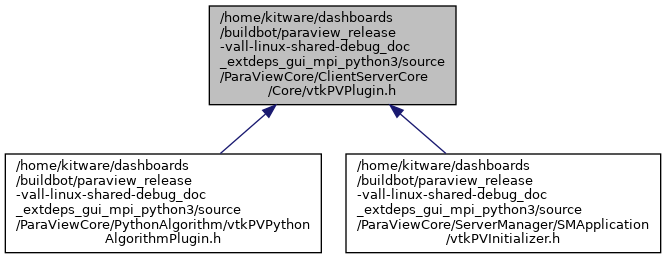 /home/kitware/dashboards
/buildbot/paraview_release
-vall-linux-shared-debug_doc
_extdeps_gui_mpi_python3/source
/ParaViewCore/ClientServerCore
/Core/vtkPVPlugin.h
/home/kitware/dashboards
/buildbot/paraview_release
-vall-linux-shared-debug_doc
_extdeps_gui_mpi_python3/source
/ParaViewCore/PythonAlgorithm/vtkPVPython
AlgorithmPlugin.h
/home/kitware/dashboards
/buildbot/paraview_release
-vall-linux-shared-debug_doc
_extdeps_gui_mpi_python3/source
/ParaViewCore/ServerManager/SMApplication
/vtkPVInitializer.h